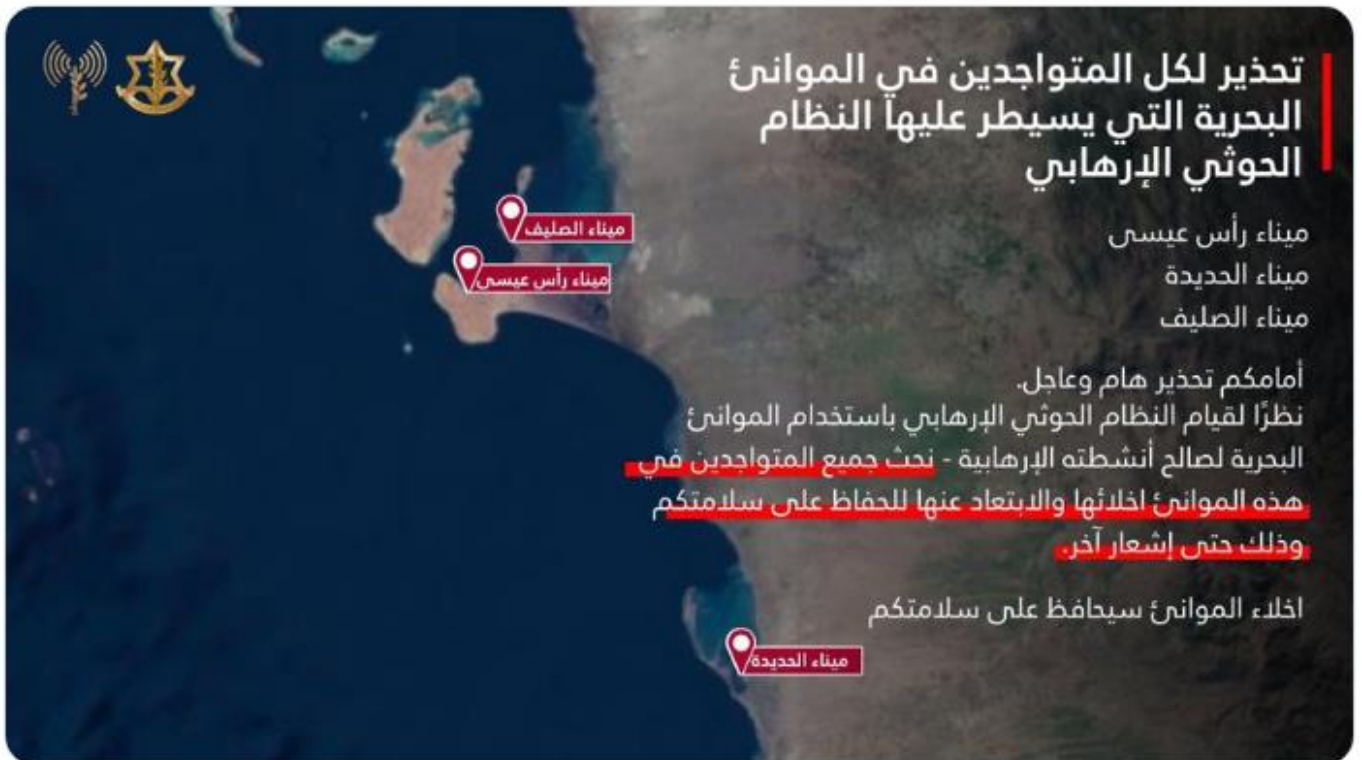 تحذير لكل المتواجدين في الموانئ
البحرية التي يسيطر عليها النظام
الحوثي الإرهابي
ميناء رأس عيسى
ميناء الحديدة
ميناء الصليف
أمامكم تحذير هام وعاجل.
نظرًا لقيام النظام الحوثي الإرهابي باستخدام الموانئ
البحرية لصالح أنشطته الإرهابية - نحث جميع المتواجدين في
هذه الموانئ اخلائها والابتعاد عنها للحفاظ على سلامتكم
وذلك حتى إشعار آخر.
اخلاء الموانئ سيحافظ على سلامتكم
ميناء الصليف
ميناء رأس عيسى
ميناء الحديدة